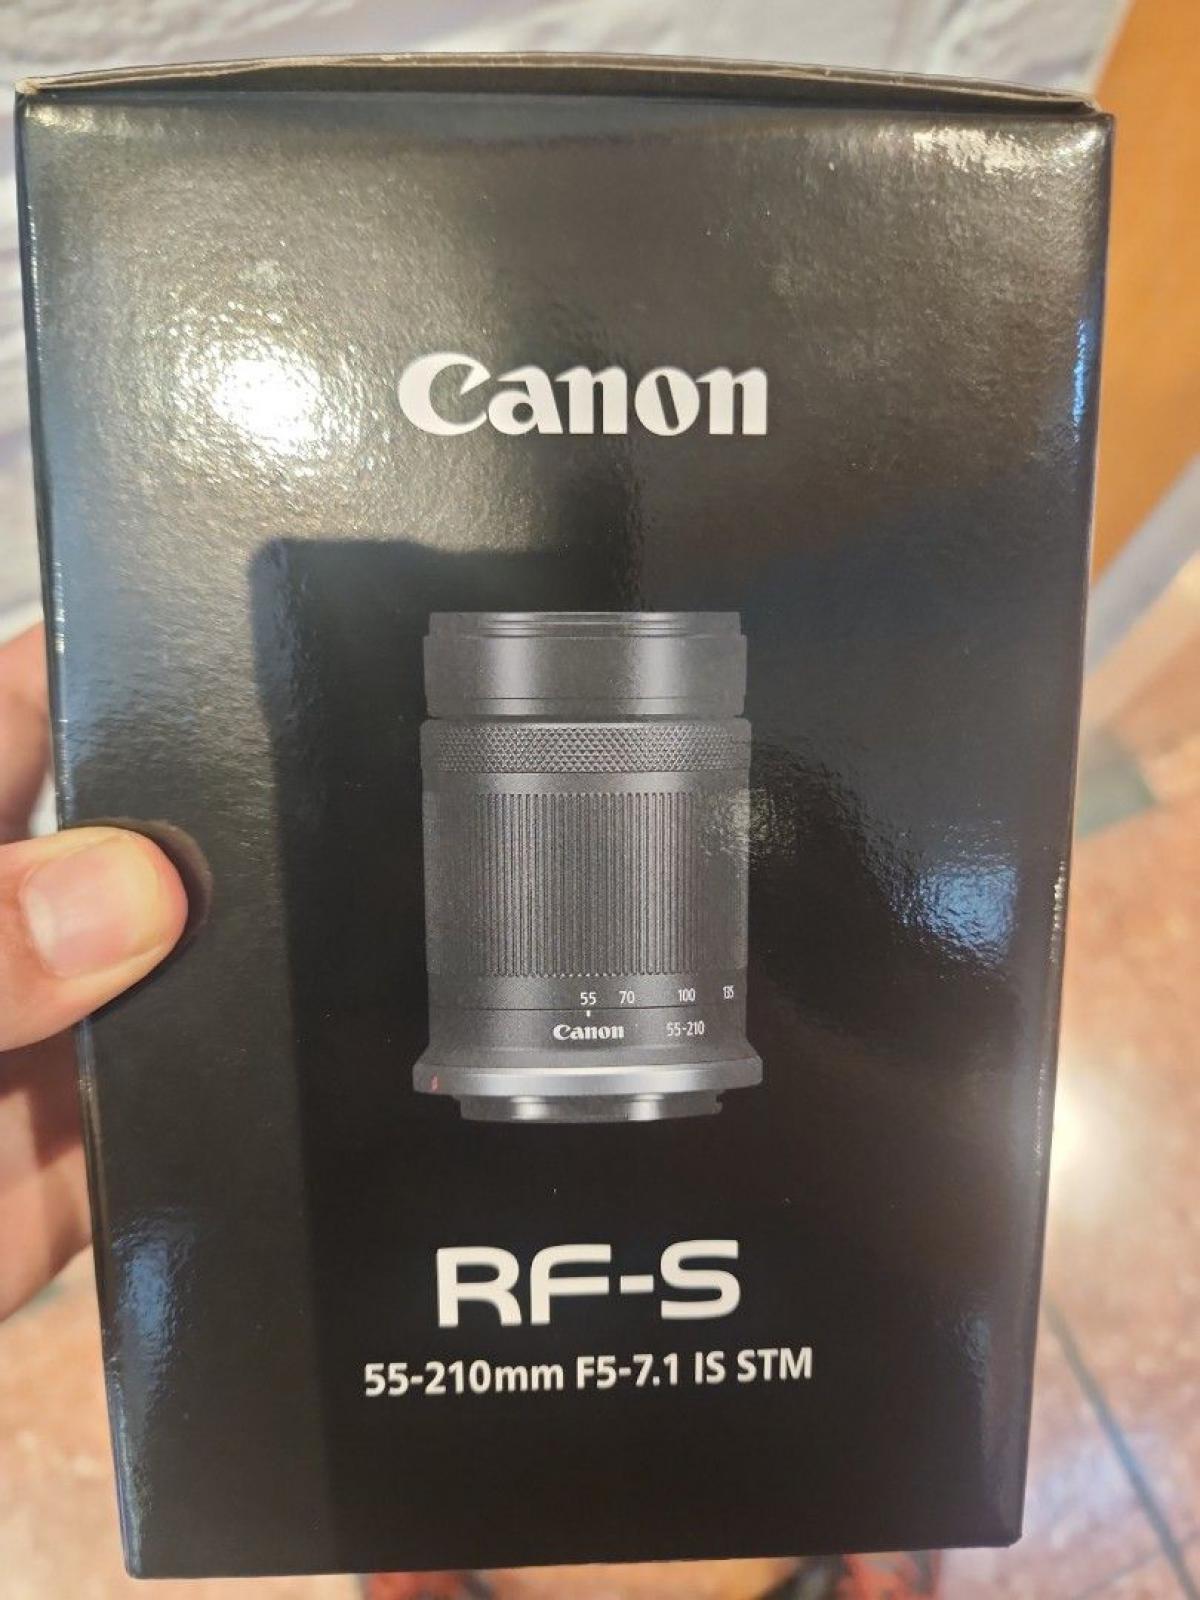 Canon
55 70 100 135
Canon 55-210
RF-S
55-210mm F5-7.1 IS STM